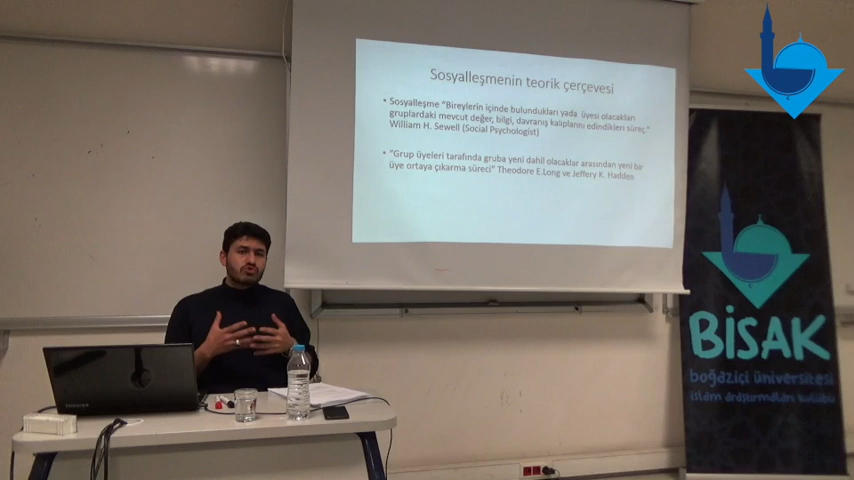 Sosyalleşmenin teorik çerçevesi
• Sosyalleşme “Bireylerin içinde bulundukları yada üyesi olacakları
gruplardaki mevcut değer, bilgi, davranış kalıplarını edindikleri süreç.”
William H. Sewell (Social Psychologist)
• “Grup üyeleri tarafında gruba yeni dahil olacaklar arasından yeni bir
üye ortaya çıkarma süreci” Theodore E.Long ve Jeffery K. Hadden
BİSAK
boğaziçi üniversitesi
islam araştırmaları kulübü
TOSHIBA